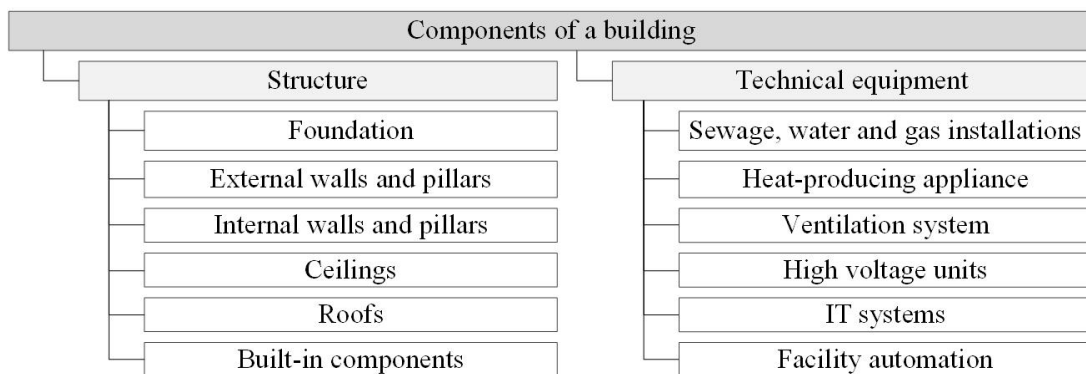 Components of a building
Structure
Foundation
External walls and pillars
Internal walls and pillars
Ceilings
Roofs
Built-in components
Technical equipment
Sewage, water and gas installations
Heat-producing appliance
Ventilation system
High voltage units
IT systems
Facility automation